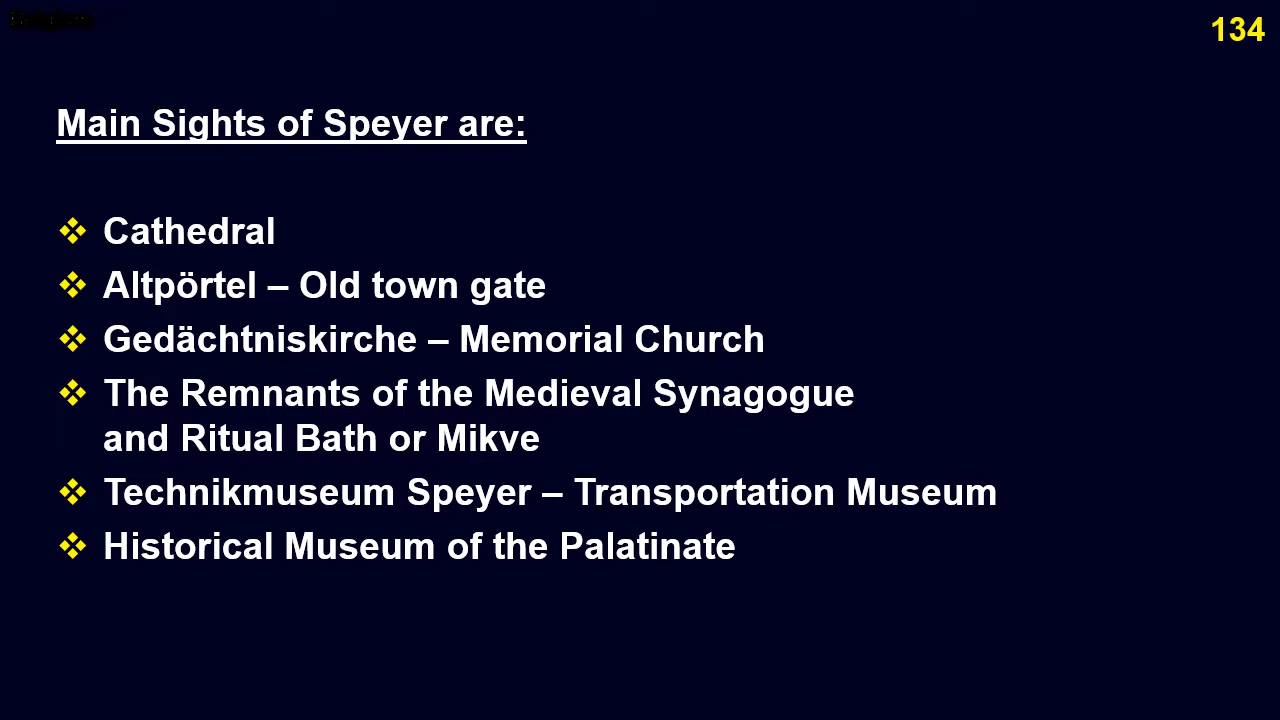 134
Main Sights of Speyer are:
❖ Cathedral
❖ Altpörtel – Old town gate
❖ Gedächtniskirche – Memorial Church
❖ The Remnants of the Medieval Synagogue
and Ritual Bath or Mikve
❖ Technikmuseum Speyer – Transportation Museum
❖ Historical Museum of the Palatinate